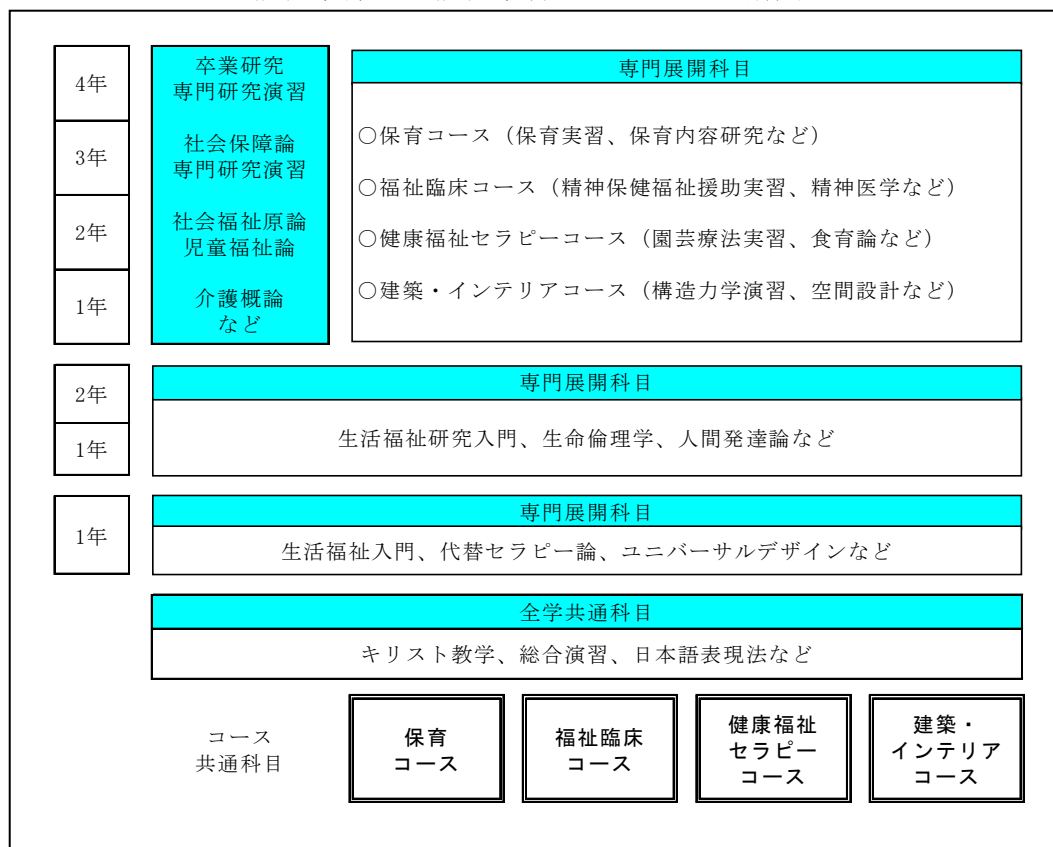 4年
3年
2年
1年
卒業研究
専門研究演習
社会保障論
専門研究演習
社会福祉原論
児童福祉論
介護概論
など
専門展開科目
○保育コース（保育実習、保育内容研究など）
○福祉臨床コース（精神保健福祉援助実習、精神医学など）
○健康福祉セラピーコース（園芸療法実習、食育論など）
○建築・インテリアコース（構造力学演習、空間設計など）
2年
1年
専門展開科目
生活福祉研究入門、生命倫理学、人間発達論など
1年
専門展開科目
生活福祉入門、代替セラピー論、ユニバーサルデザインなど
全学共通科目
キリスト教学、総合演習、日本語表現法など
コース
共通科目
保育
コース
福祉臨床
コース
健康福祉
セラピー
コース
建築・
インテリア
コース